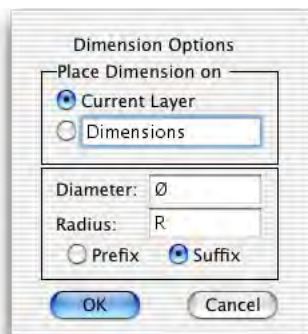 Dimension Options
Place Dimension on
Current Layer
Dimensions
Diameter: Ø
Radius: R
Prefix Suffix
OK Cancel